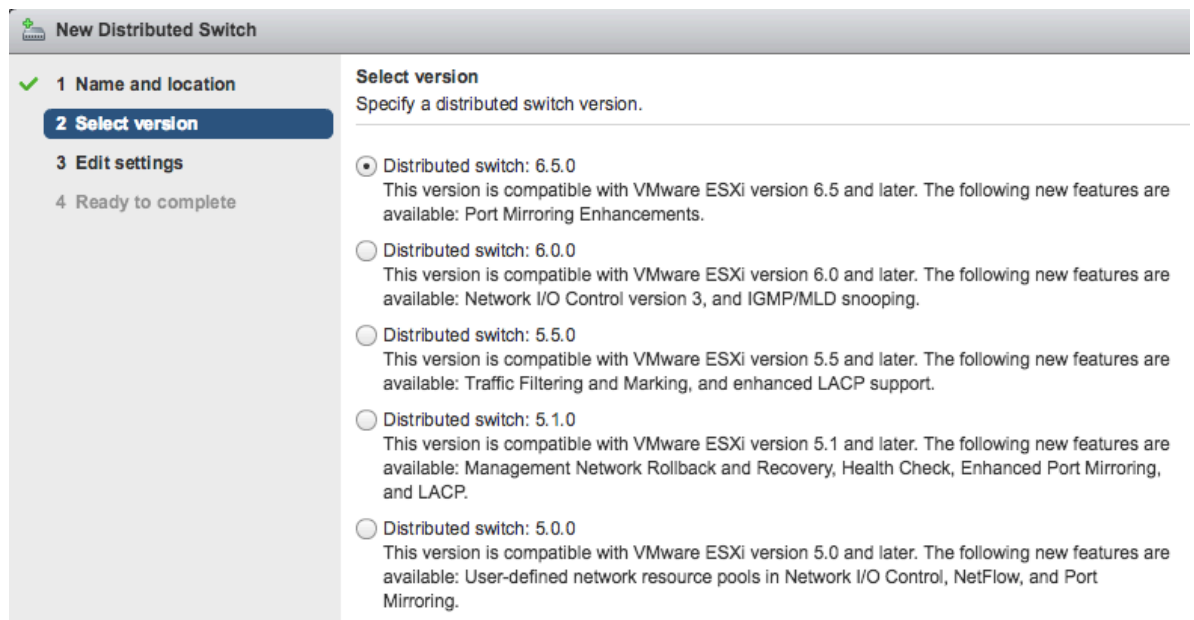 New Distributed Switch
1 Name and location
2 Select version
3 Edit settings
4 Ready to complete
Select version
Specify a distributed switch version.
Distributed switch: 6.5.0
This version is compatible with VMware ESXi version 6.5 and later. The following new features are
available: Port Mirroring Enhancements.
Distributed switch: 6.0.0
This version is compatible with VMware ESXi version 6.0 and later. The following new features are
available: Network I/O Control version 3, and IGMP/MLD snooping.
Distributed switch: 5.5.0
This version is compatible with VMware ESXi version 5.5 and later. The following new features are
available: Traffic Filtering and Marking, and enhanced LACP support.
Distributed switch: 5.1.0
This version is compatible with VMware ESXi version 5.1 and later. The following new features are
available: Management Network Rollback and Recovery, Health Check, Enhanced Port Mirroring,
and LACP.
Distributed switch: 5.0.0
This version is compatible with VMware ESXi version 5.0 and later. The following new features are
available: User-defined network resource pools in Network I/O Control, NetFlow, and Port
Mirroring.